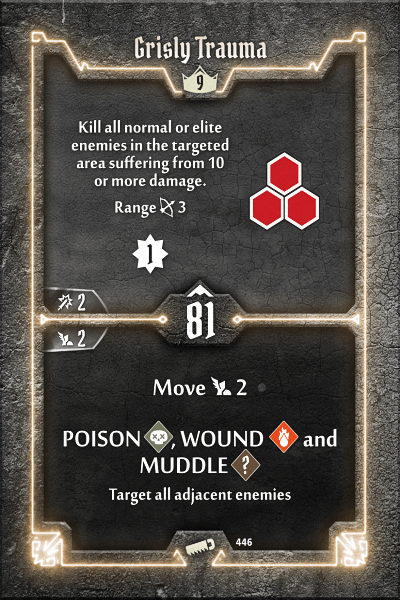 Grisly Trauma
9
Kill all normal or elite
enemies in the targeted
area suffering from 10
or more damage.
Range 3
1
2
81
2
Move 2
POISON , WOUND and
MUDDLE ?
Target all adjacent enemies
446